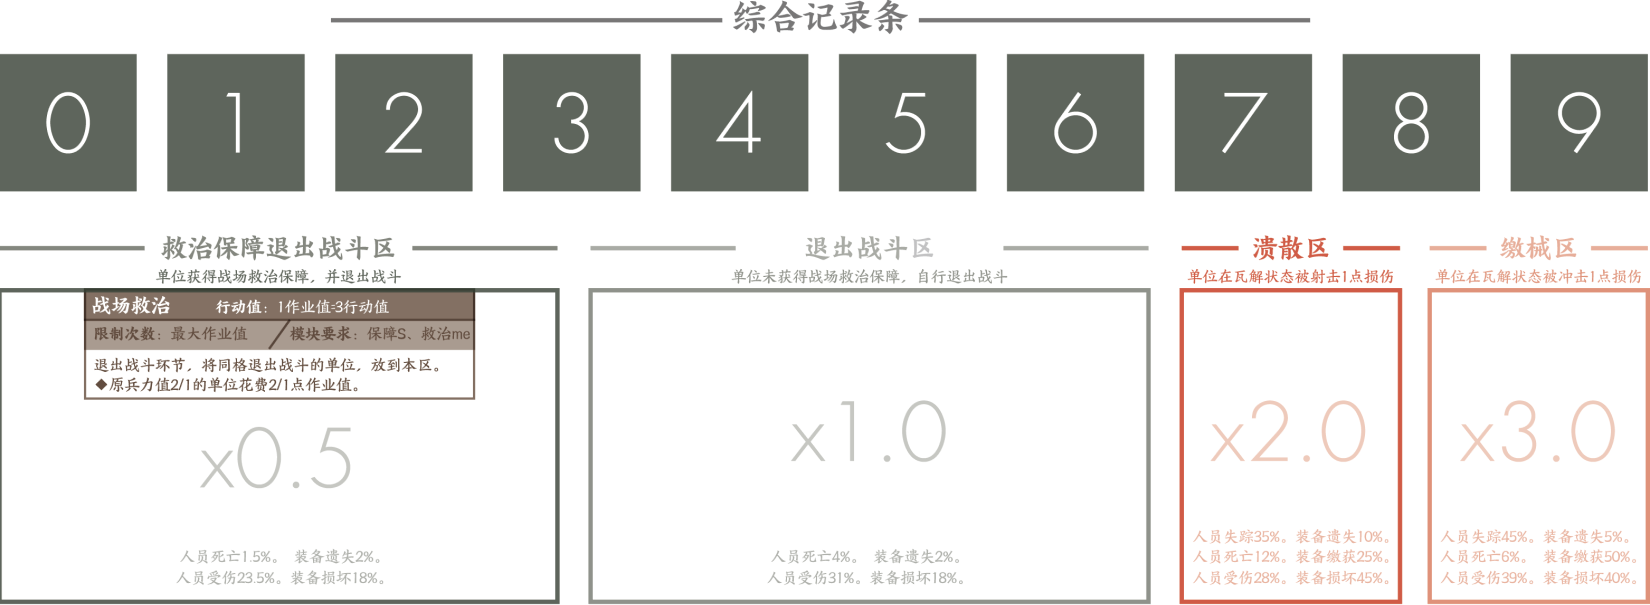 综合记录条
0 1 2 3 4 5 6 7 8 9
救治保障退出战斗区
单位获得战场救治保障，并退出战斗
战场救治 行动值：1作业值=3行动值
限制次数：最大作业值 模块要求：保障S、救治me
退出战斗环节，将同格退出战斗的单位，放到本区。
◆原兵力值2/1的单位花费2/1点作业值。
x0.5
人员死亡1.5%。 装备遗失2%。
人员受伤23.5%。装备损坏18%。
退出战斗区
单位未获得战场救治保障，自行退出战斗
x1.0
人员死亡4%。 装备遗失2%。
人员受伤31%。装备损坏18%。
溃散区
单位在瓦解状态被射击1点损伤
x2.0
人员失踪35%。装备遗失10%。
人员死亡12%。装备缴获25%。
人员受伤28%。装备损坏45%。
缴械区
单位在瓦解状态被冲击1点损伤
x3.0
人员失踪45%。装备遗失5%。
人员死亡6%。 装备缴获50%。
人员受伤39%。装备损坏40%。